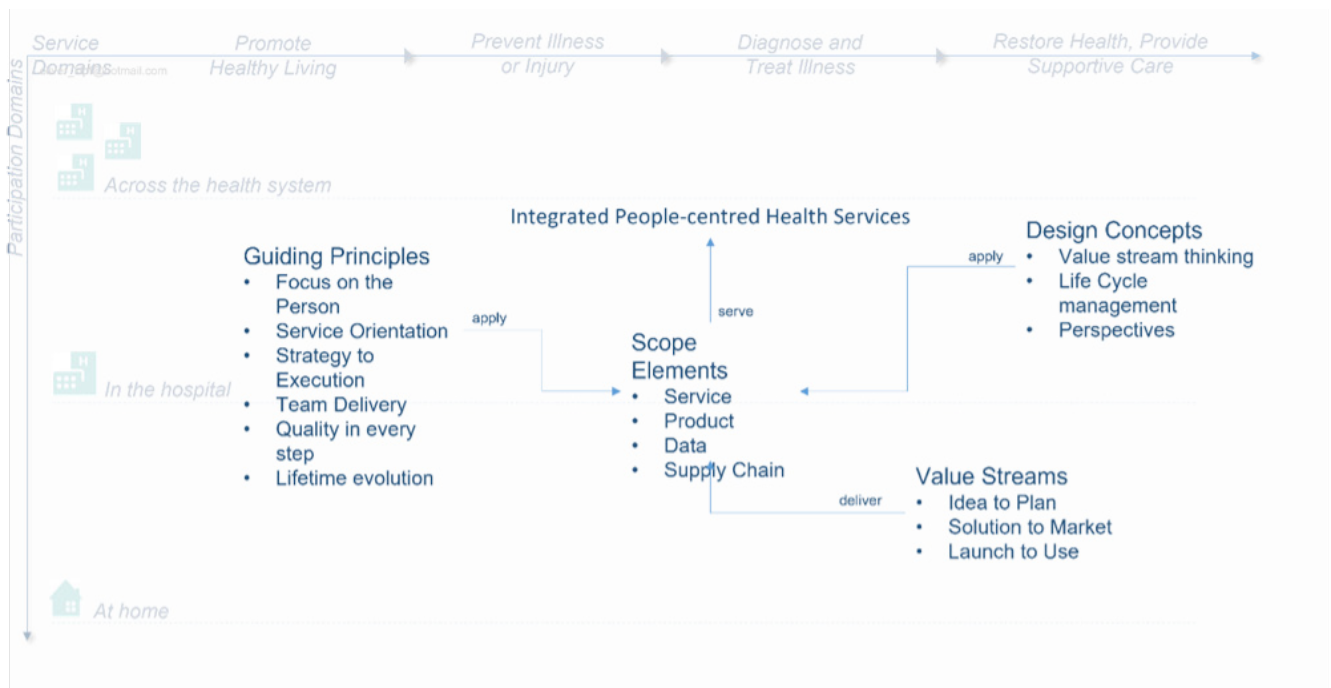 Service
Domains
Promote
Healthy Living
Prevent Illness
or Injury
Diagnose and
Treat Illness
Restore Health, Provide
Supportive Care
Participation Domains
Across the health system
Integrated People-centred Health Services
Guiding Principles
• Focus on the
Person
• Service Orientation
• Strategy to
Execution
• Team Delivery
• Quality in every
step
• Lifetime evolution
apply
serve
Scope
Elements
• Service
• Product
• Data
• Supply Chain
apply
Design Concepts
• Value stream thinking
• Life Cycle
management
• Perspectives
In the hospital
deliver
Value Streams
• Idea to Plan
• Solution to Market
• Launch to Use
At home
H
H
H
H